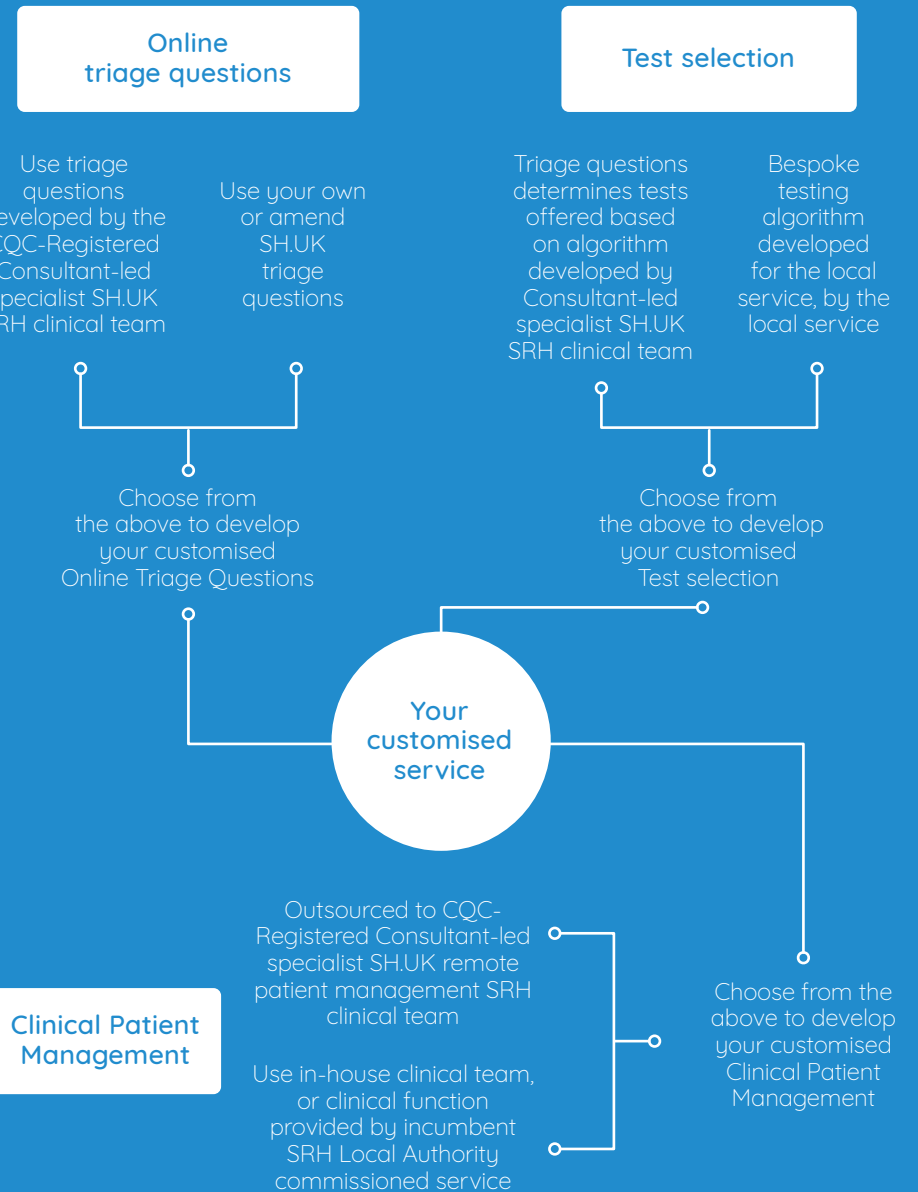 Online
triage questions
Test selection
Use triage
questions
eveloped by the
CQC-Registered
Consultant-led
pecialist SH.UK
RH clinical team
Use your own
or amend
SH.UK
triage
questions
Triage questions
determines tests
offered based
on algorithm
developed by
Consultant-led
specialist SH.UK
SRH clinical team
Bespoke
testing
algorithm
developed
for the local
service, by the
local service
Choose from
the above to develop
your customised
Online Triage Questions
Choose from
the above to develop
your customised
Test selection
Your
customised
service
Clinical Patient
Management
Outsourced to CQC-
Registered Consultant-led
specialist SH.UK remote
patient management SRH
clinical team
Use in-house clinical team,
or clinical function
provided by incumbent
SRH Local Authority
commissioned service
Choose from the
above to develop
your customised
Clinical Patient
Management